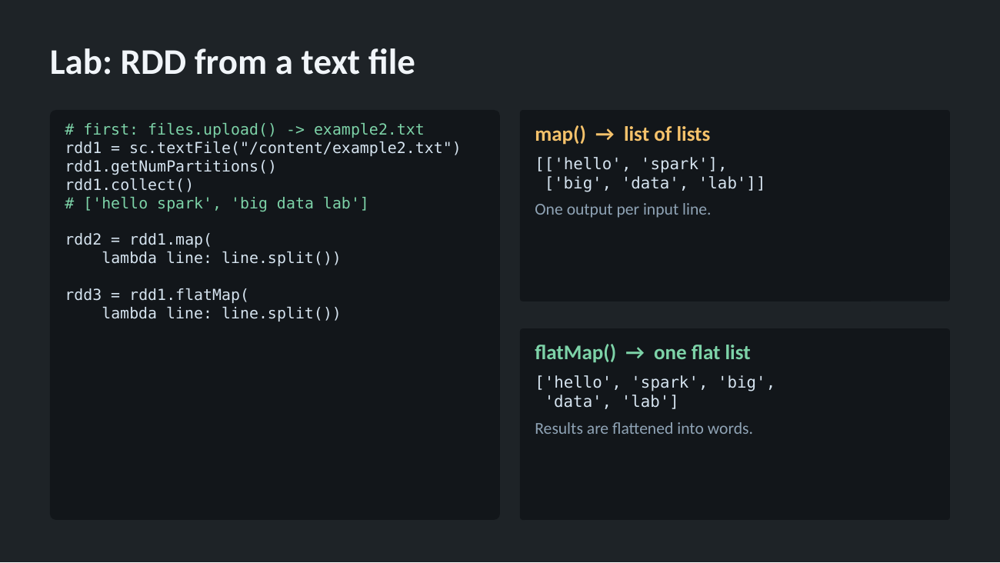 Lab: RDD from a text file
# first: files.upload() -> example2.txt
rdd1 = sc.textFile("/content/example2.txt")
rdd1.getNumPartitions()
rdd1.collect()
# ['hello spark', 'big data lab']
rdd2 = rdd1.map(
    lambda line: line.split())
rdd3 = rdd1.flatMap(
    lambda line: line.split())
map() → list of lists
[['hello', 'spark'],
 ['big', 'data', 'lab']]
One output per input line.
flatMap() → one flat list
['hello', 'spark', 'big',
 'data', 'lab']
Results are flattened into words.